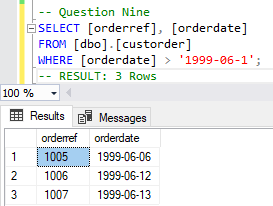 -- Question Nine
SELECT [orderref], [orderdate]
FROM [dbo].[custorder]
WHERE [orderdate] > '1999-06-1';
-- RESULT: 3 Rows
100 %
Results Messages
orderref orderdate
1 1005 1999-06-06
2 1006 1999-06-12
3 1007 1999-06-13